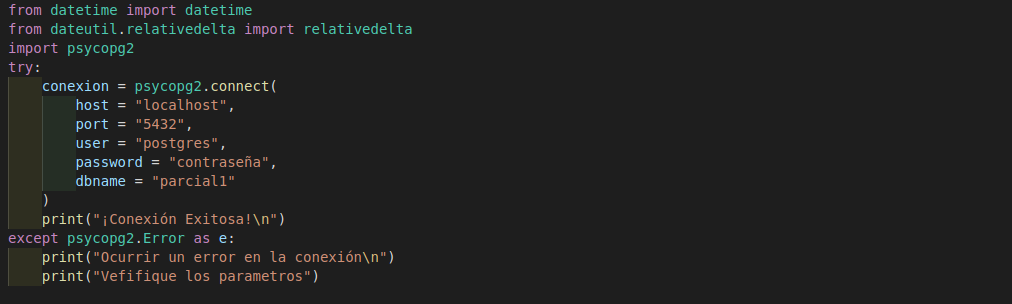 from datetime import datetime
from dateutil.relativedelta import relativedelta
import psycopg2
try:
    conexion = psycopg2.connect(
        host = "localhost",
        port = "5432",
        user = "postgres",
        password = "contraseña",
        dbname = "parcial1"
    )
    print("¡Conexión Exitosa!\n")
except psycopg2.Error as e:
    print("Ocurrir un error en la conexión\n")
    print("Vefifique los parametros")